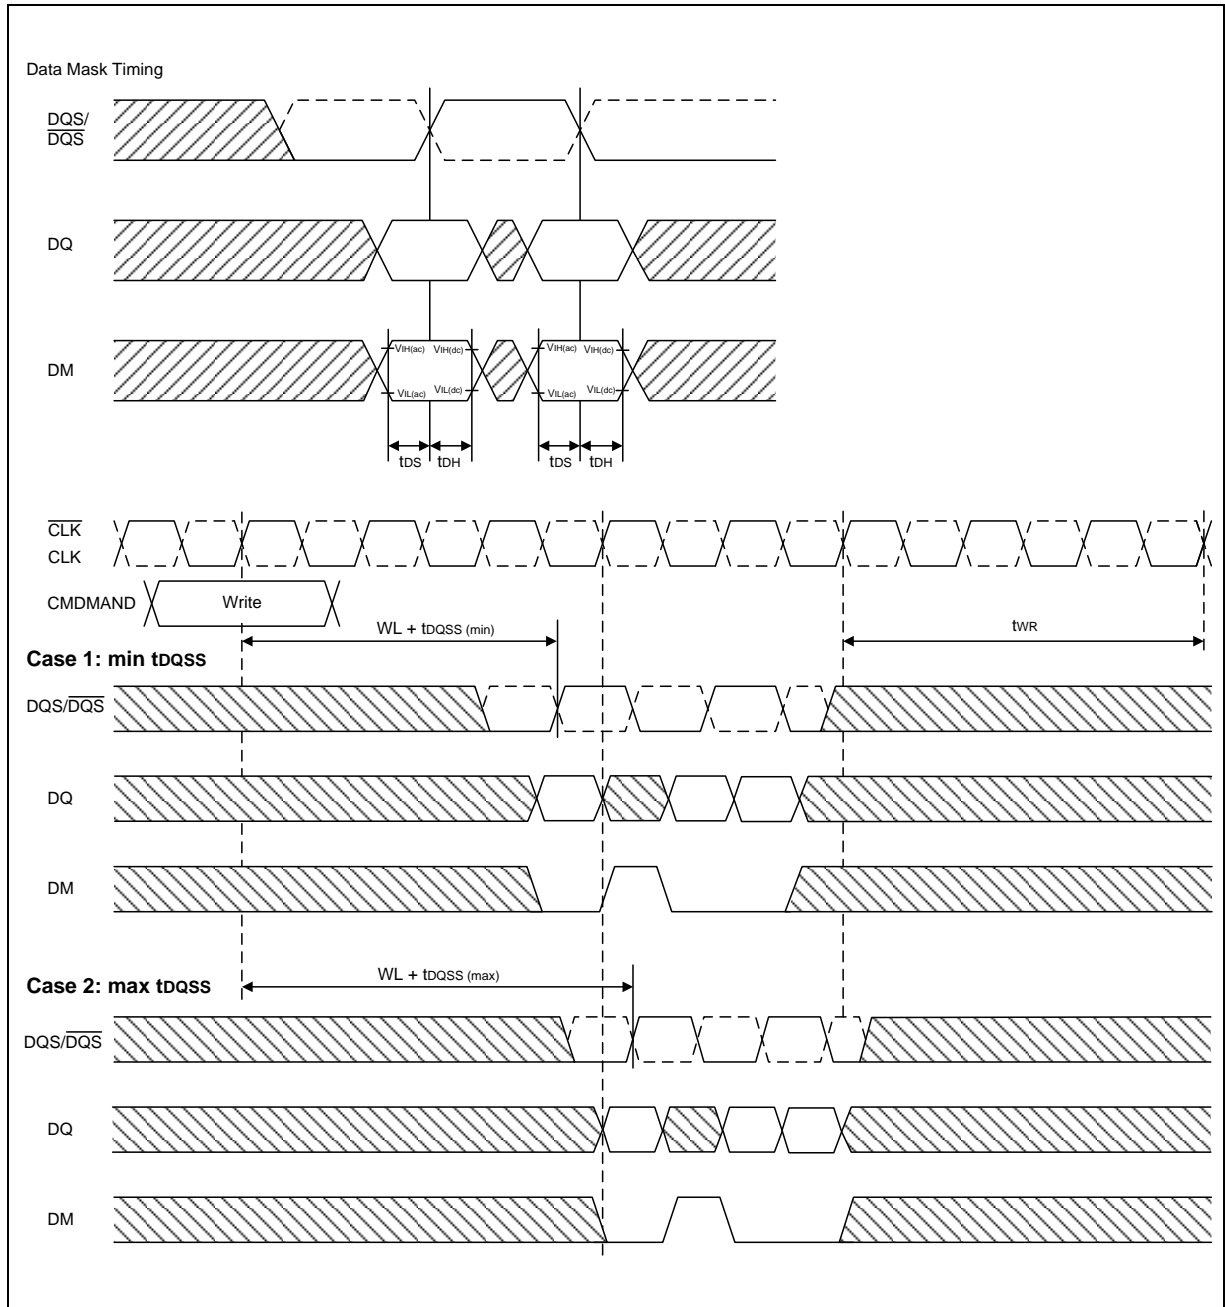 Data Mask Timing
DQS/
DQS
DQ
DM
VIH(ac) VIH(dc) VIH(ac) VIH(dc)
VIL(ac) VIL(dc) VIL(ac) VIL(dc)
tDS tDH tDS tDH
CLK
CLK
CMDMAND Write
WL + tDQSS (min) tWR
Case 1: min tDQSS
DQS/DQS
DQ
DM
WL + tDQSS (max)
Case 2: max tDQSS
DQS/DQS
DQ
DM